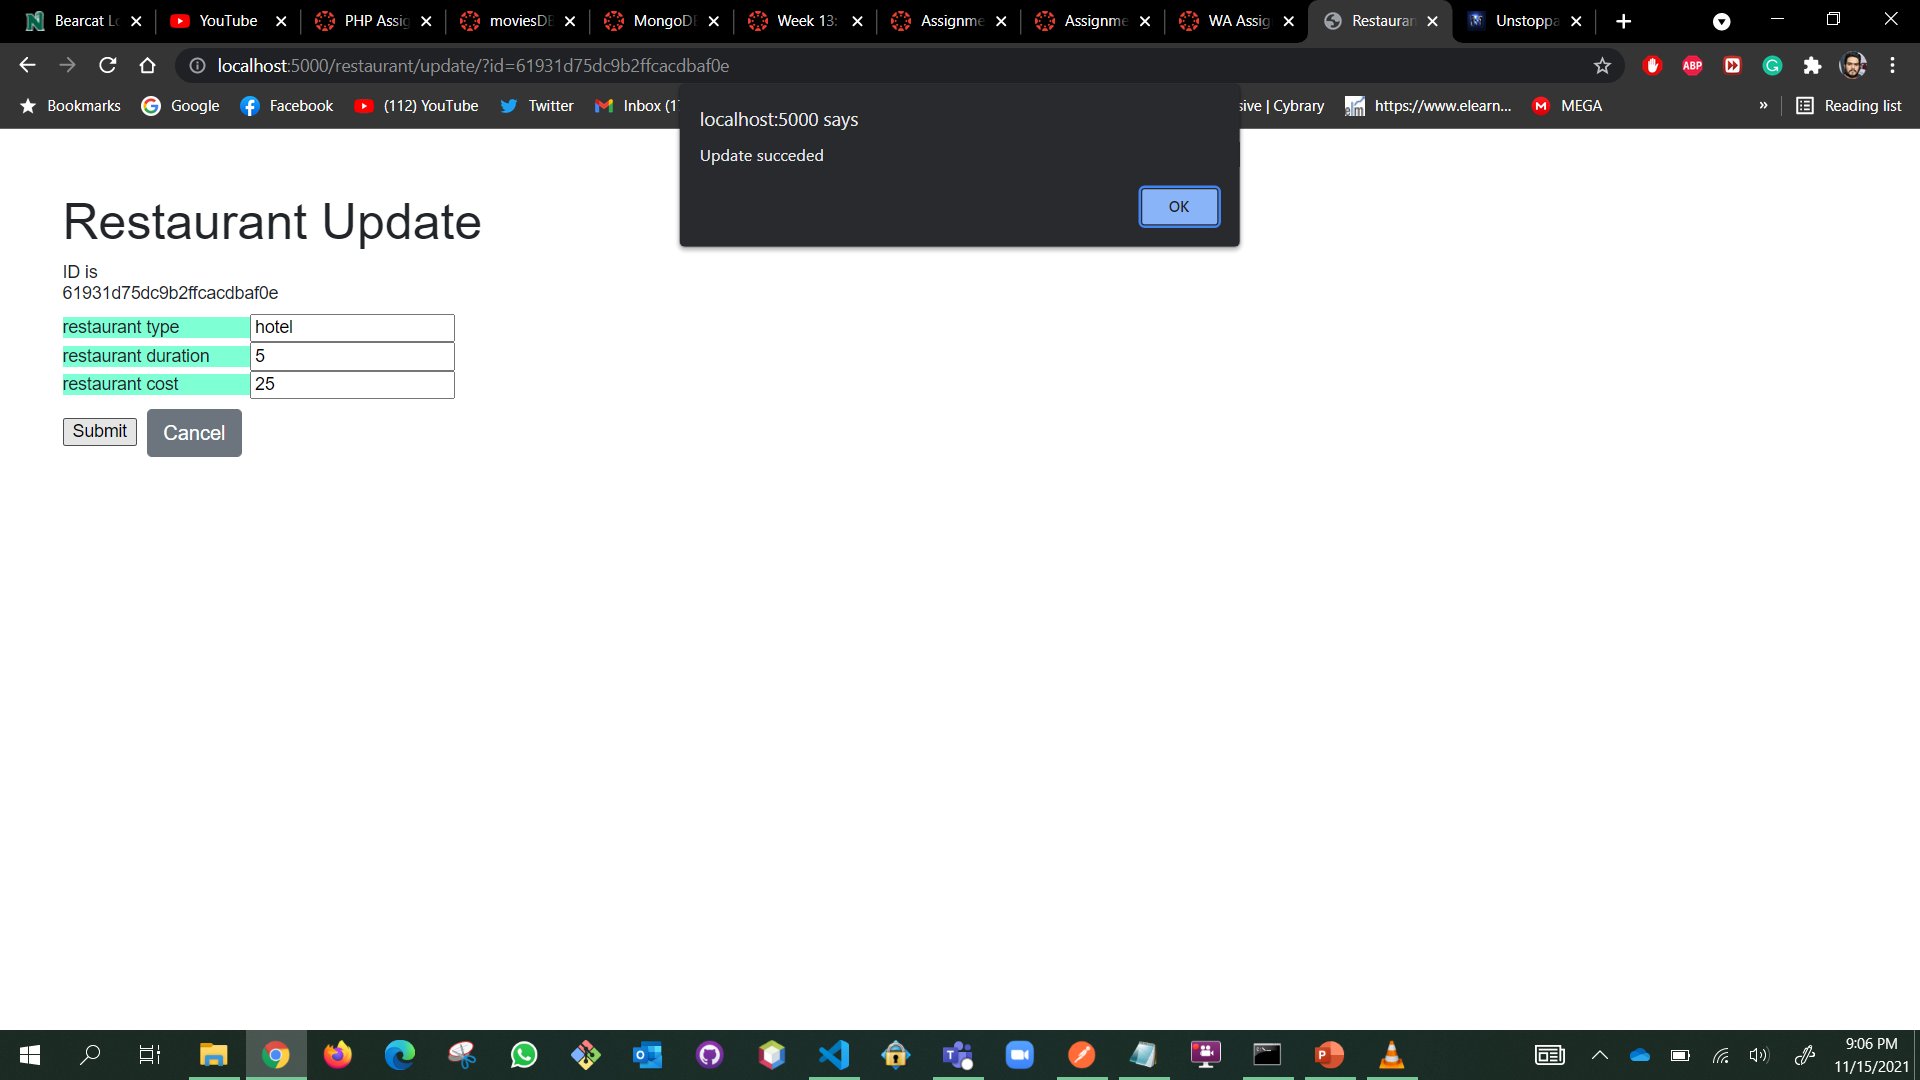 Bearcat Lo
YouTube
PHP Assig
moviesDB
MongoDB
Week 13:
Assignme
Assignme
WA Assig
Restauran
Unstoppa
localhost:5000/restaurant/update/?id=61931d75dc9b2ffcacdbaf0e
ABP
Bookmarks
Google
Facebook
(112) YouTube
Twitter
Inbox (1
sive | Cybrary
https://www.elearn...
MEGA
»
Reading list
localhost:5000 says
Update succeded
OK
Restaurant Update
ID is
61931d75dc9b2ffcacdbaf0e
restaurant type hotel
restaurant duration 5
restaurant cost 25
Submit Cancel
9:06 PM
11/15/2021